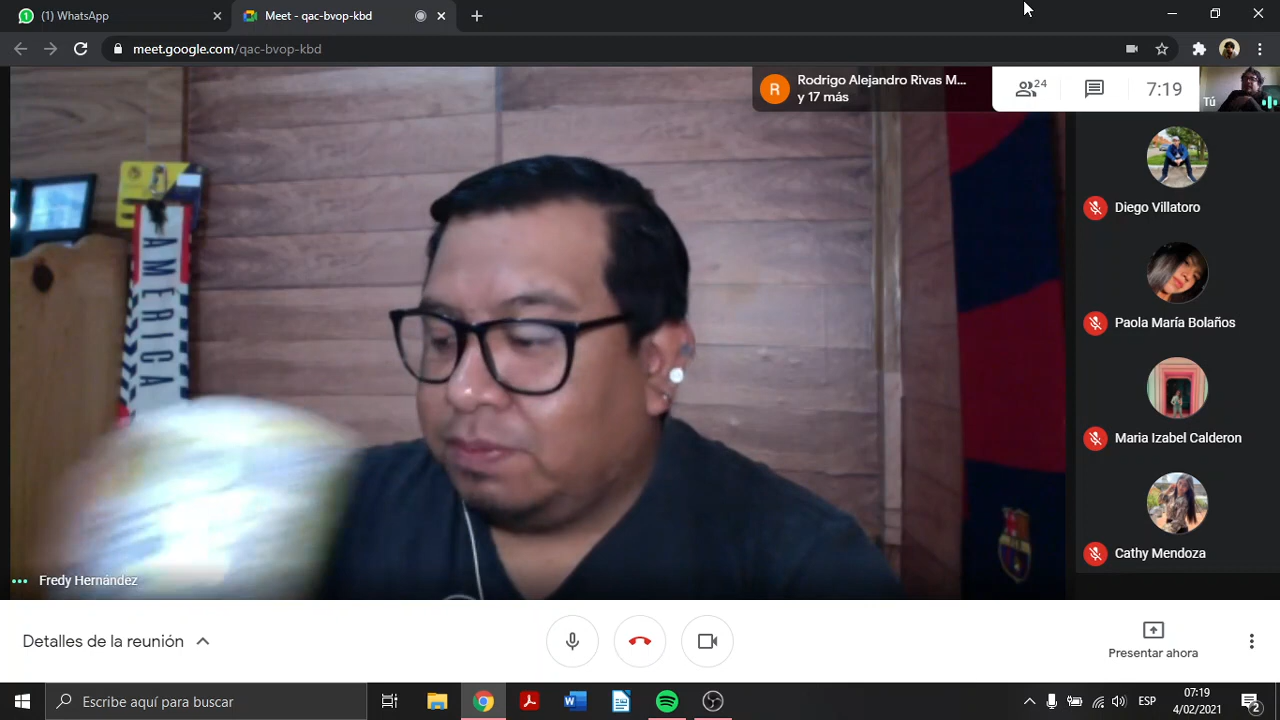 (1) WhatsApp
Meet - qac-bvop-kbd
meet.google.com/qac-bvop-kbd
Rodrigo Alejandro Rivas M...
y 17 más
24
7:19
Tú
AMERICA
Diego Villatoro
Paola María Bolaños
Maria Izabel Calderon
Cathy Mendoza
Fredy Hernández
Detalles de la reunión
Presentar ahora
Escribe aquí para buscar
ESP
07:19
4/02/2021
2